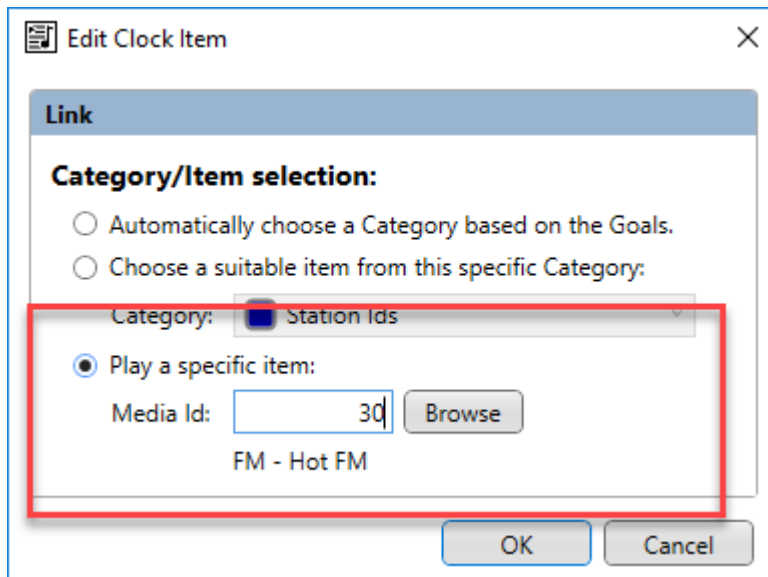 Edit Clock Item
Link
Category/Item selection:
Automatically choose a Category based on the Goals.
Choose a suitable item from this specific Category:
Category: Station Ids
Play a specific item:
Media Id: 30 Browse
FM - Hot FM
OK Cancel